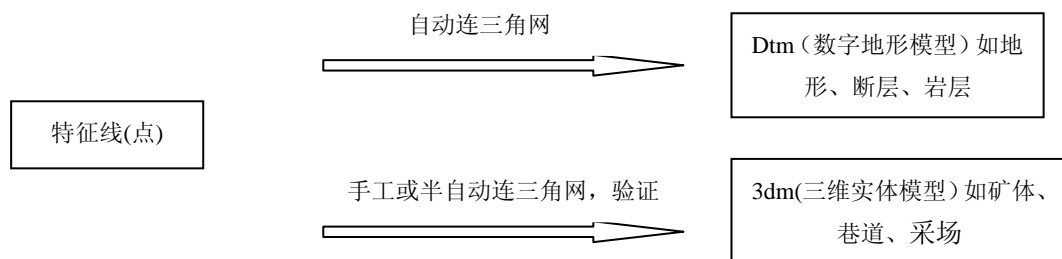 自动连三角网
Dtm（数字地形模型）如地
形、断层、岩层
特征线(点)
手工或半自动连三角网，验证
3dm(三维实体模型）如矿体、
巷道、采场